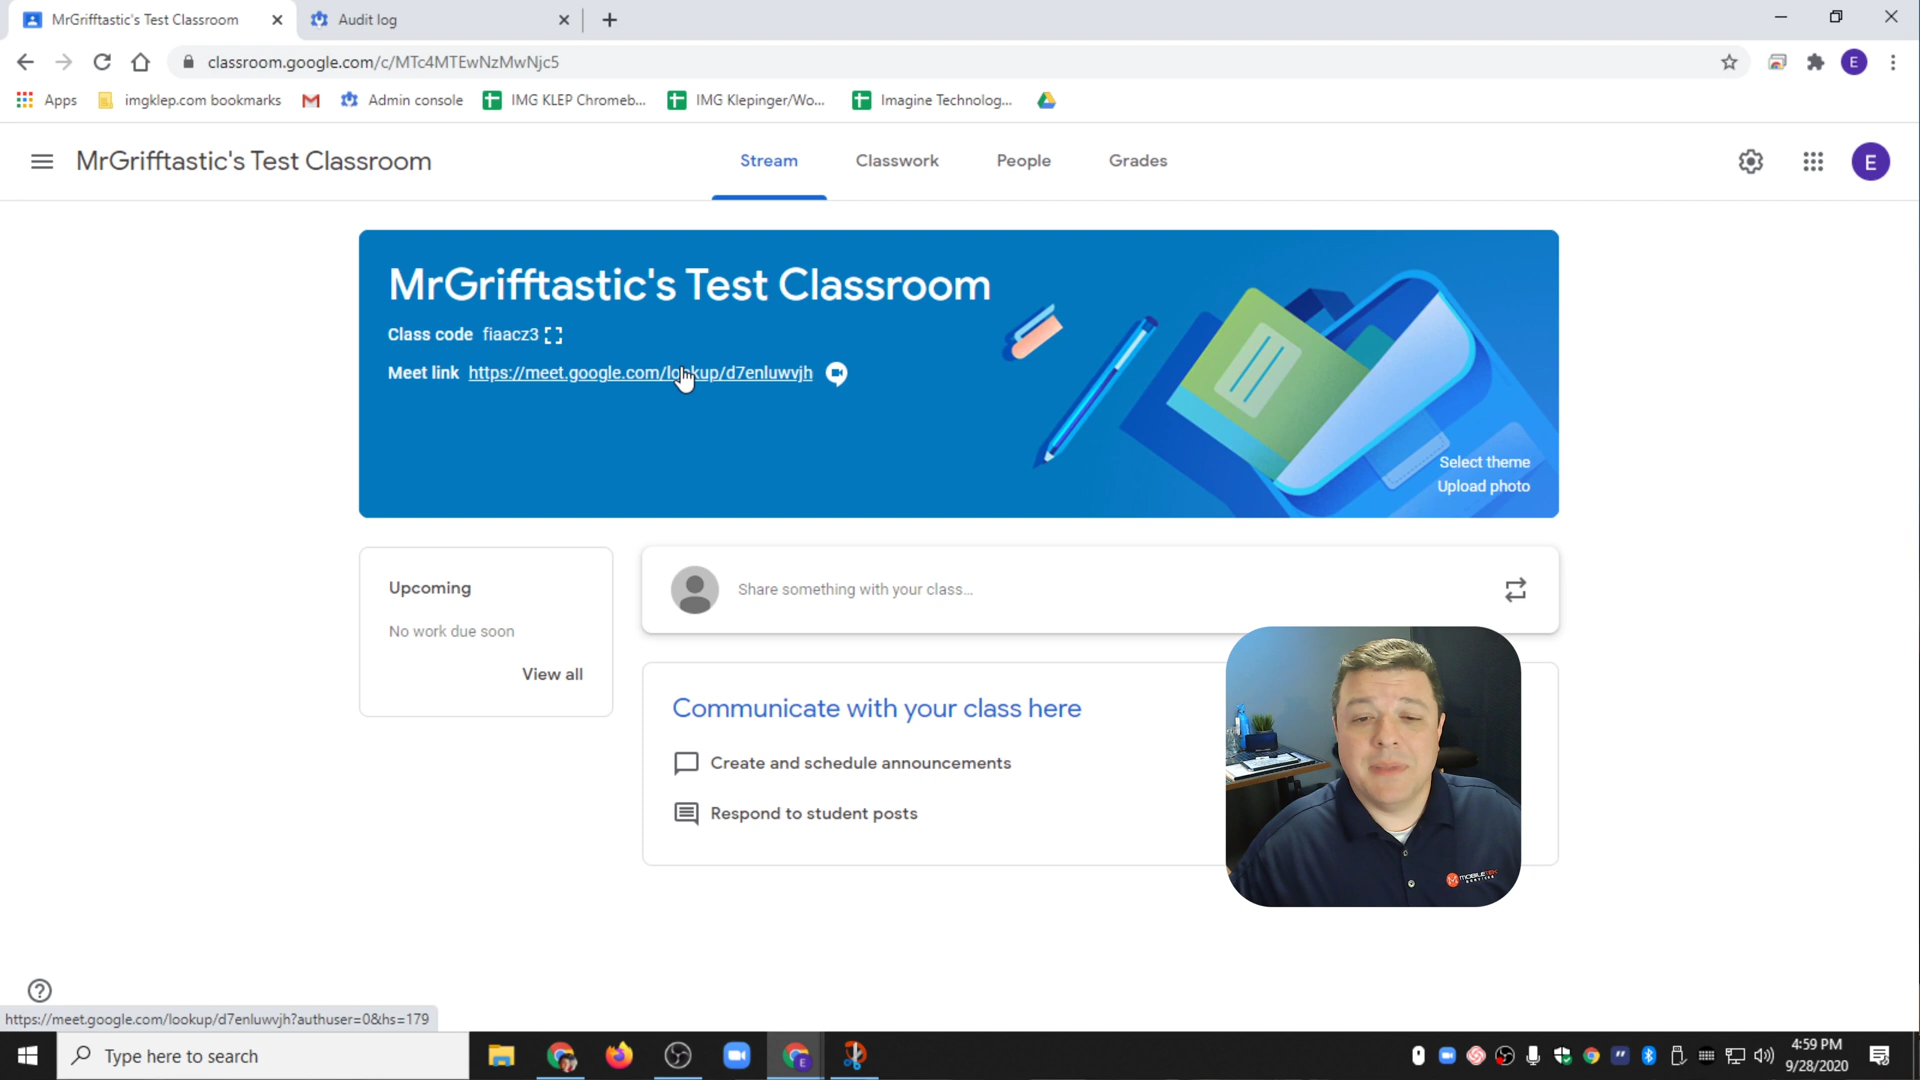 MrGrifftastic's Test Classroom
Audit log
classroom.google.com/c/MTc4MTEwNzMwNjc5
E
Apps
imgklep.com bookmarks
Admin console
IMG KLEP Chromeb...
IMG Klepinger/Wo...
Imagine Technolog...
MrGrifftastic's Test Classroom
Stream
Classwork
People
Grades
E
MrGrifftastic's Test Classroom
Class code fiaacz3
Meet link https://meet.google.com/lookup/d7enluwvjh
Select theme
Upload photo
Upcoming
No work due soon
View all
Share something with your class...
Communicate with your class here
Create and schedule announcements
Respond to student posts
MOBILETEK
SERVICES
https://meet.google.com/lookup/d7enluwvjh?authuser=0&hs=179
Type here to search
E
4:59 PM
9/28/2020